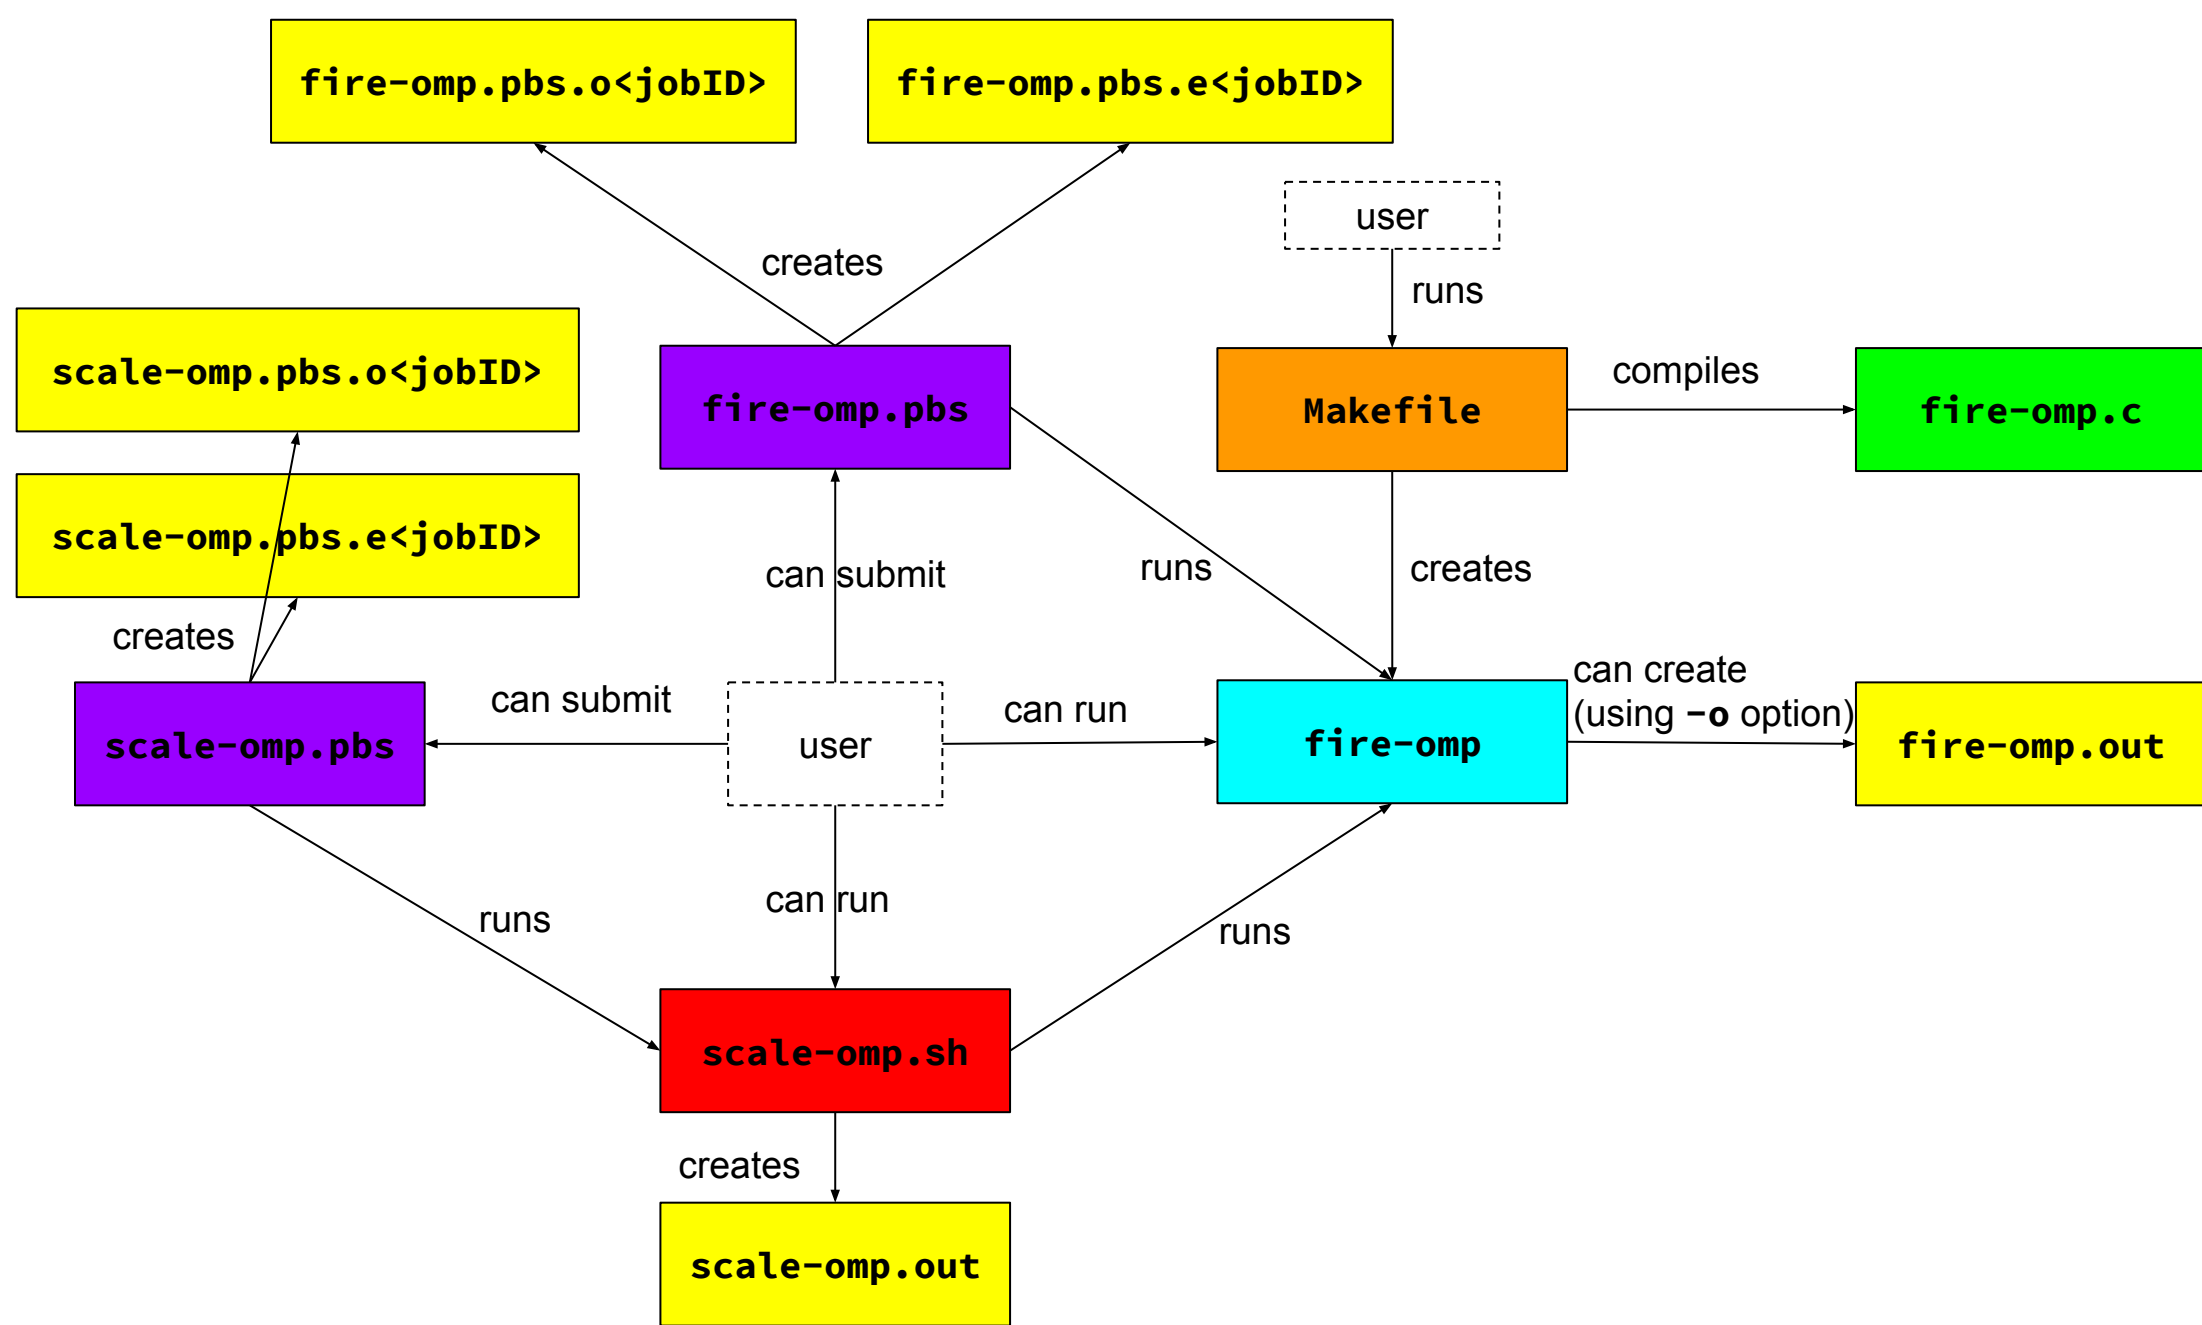 fire-omp.pbs.o<jobID>
fire-omp.pbs.e<jobID>
user
creates
runs
scale-omp.pbs.o<jobID>
fire-omp.pbs
Makefile
compiles
fire-omp.c
scale-omp.pbs.e<jobID>
can submit
runs
creates
creates
can submit
can run
can create
(using -o option)
scale-omp.pbs
user
fire-omp
fire-omp.out
runs
can run
runs
scale-omp.sh
creates
scale-omp.out